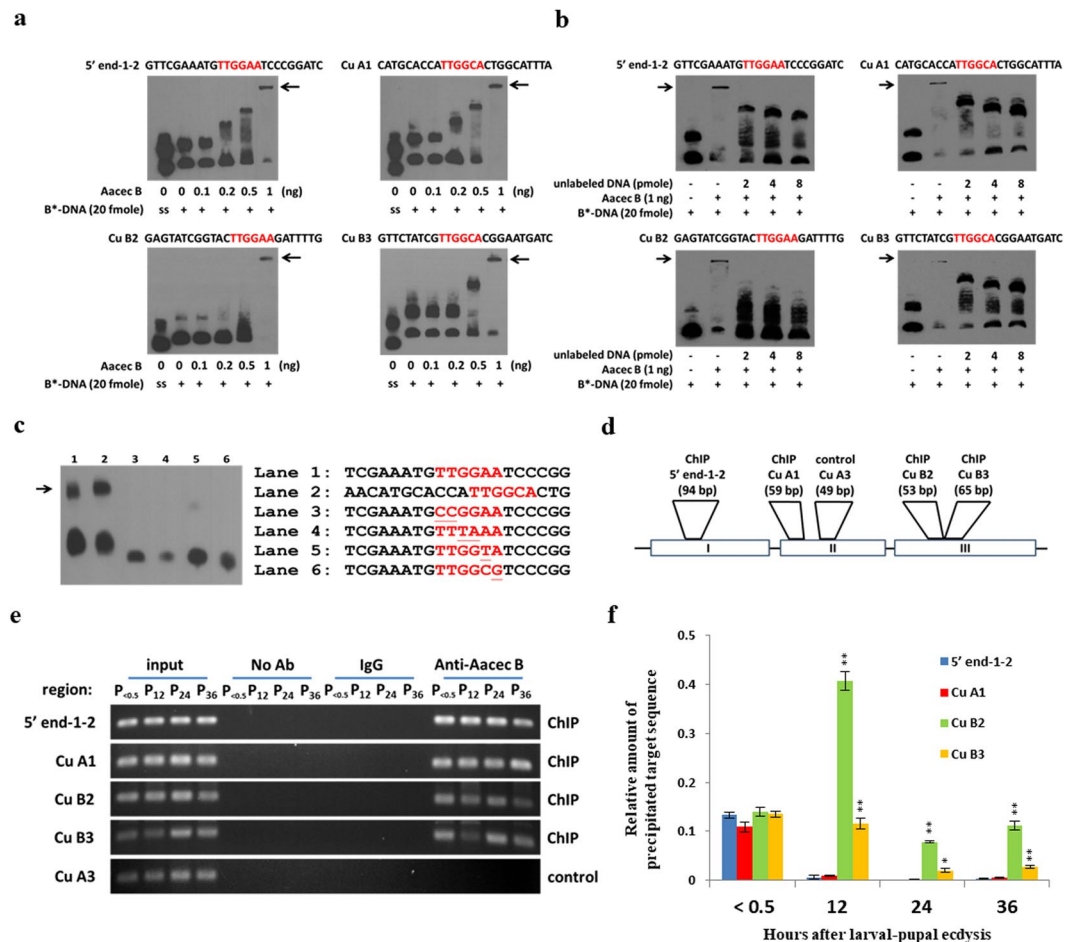 a
5' end-1-2 GTTCGAAATGTTGGAATCCCGGATC
Cu A1 CATGCACCATTGGCACTGGCATTTA
Aacec B 0 0 0.1 0.2 0.5 1 (ng)
B*-DNA (20 fmole) ss + + + + +
Aacec B 0 0 0.1 0.2 0.5 1 (ng)
B*-DNA (20 fmole) ss + + + + +
Cu B2 GAGTATCGGTACTTGGAAGATTTTG
Cu B3 GTTCTATCGTTGGCACGGAATGATC
Aacec B 0 0 0.1 0.2 0.5 1 (ng)
B*-DNA (20 fmole) ss + + + + +
Aacec B 0 0 0.1 0.2 0.5 1 (ng)
B*-DNA (20 fmole) ss + + + + +
b
5' end-1-2 GTTCGAAATGTTGGAATCCCGGATC
Cu A1 CATGCACCATTGGCACTGGCATTTA
unlabeled DNA (pmole) - - 2 4 8 - - 2 4 8
Aacec B (1 ng) - + + + + - + + + +
B*-DNA (20 fmole) + + + + + + + + + +
Cu B2 GAGTATCGGTACTTGGAAGATTTTG
Cu B3 GTTCTATCGTTGGCACGGAATGATC
unlabeled DNA (pmole) - - 2 4 8 - - 2 4 8
Aacec B (1 ng) - + + + + - + + + +
B*-DNA (20 fmole) + + + + + + + + + +
c
1 2 3 4 5 6
Lane 1: TCGAAATGTTGGAATCCCGG
Lane 2: AACATGCACCATTGGCACTG
Lane 3: TCGAAATGCCGGAATCCCGG
Lane 4: TCGAAATGTTTAAATCCCGG
Lane 5: TCGAAATGTTGGTATCCCGG
Lane 6: TCGAAATGTTGGCGTCCCGG
d
ChIP 5' end-1-2 (94 bp)
ChIP Cu A1 (59 bp)
control Cu A3 (49 bp)
ChIP Cu B2 (53 bp)
ChIP Cu B3 (65 bp)
I II III
e
input No Ab IgG Anti-Aacec B
region: P<0.5 P12 P24 P36 P<0.5 P12 P24 P36 P<0.5 P12 P24 P36 P<0.5 P12 P24 P36
5' end-1-2 ChIP
Cu A1 ChIP
Cu B2 ChIP
Cu B3 ChIP
Cu A3 control
f
Relative amount of
precipitated target sequence
0.5
0.4
0.3
0.2
0.1
0
5' end-1-2
Cu A1
Cu B2
Cu B3
** ** ** * ** **
< 0.5 12 24 36
Hours after larval-pupal ecdysis